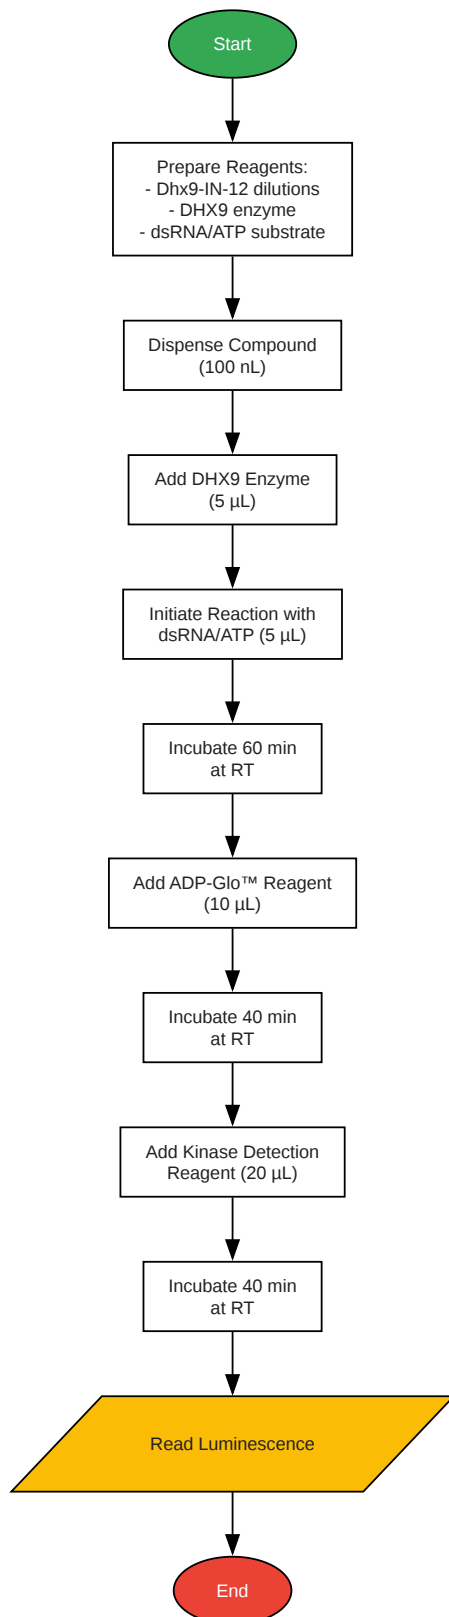 Start
Prepare Reagents:
- Dhx9-IN-12 dilutions
- DHX9 enzyme
- dsRNA/ATP substrate
Dispense Compound
(100 nL)
Add DHX9 Enzyme
(5 µL)
Initiate Reaction with
dsRNA/ATP (5 µL)
Incubate 60 min
at RT
Add ADP-Glo™ Reagent
(10 µL)
Incubate 40 min
at RT
Add Kinase Detection
Reagent (20 µL)
Incubate 40 min
at RT
Read Luminescence
End